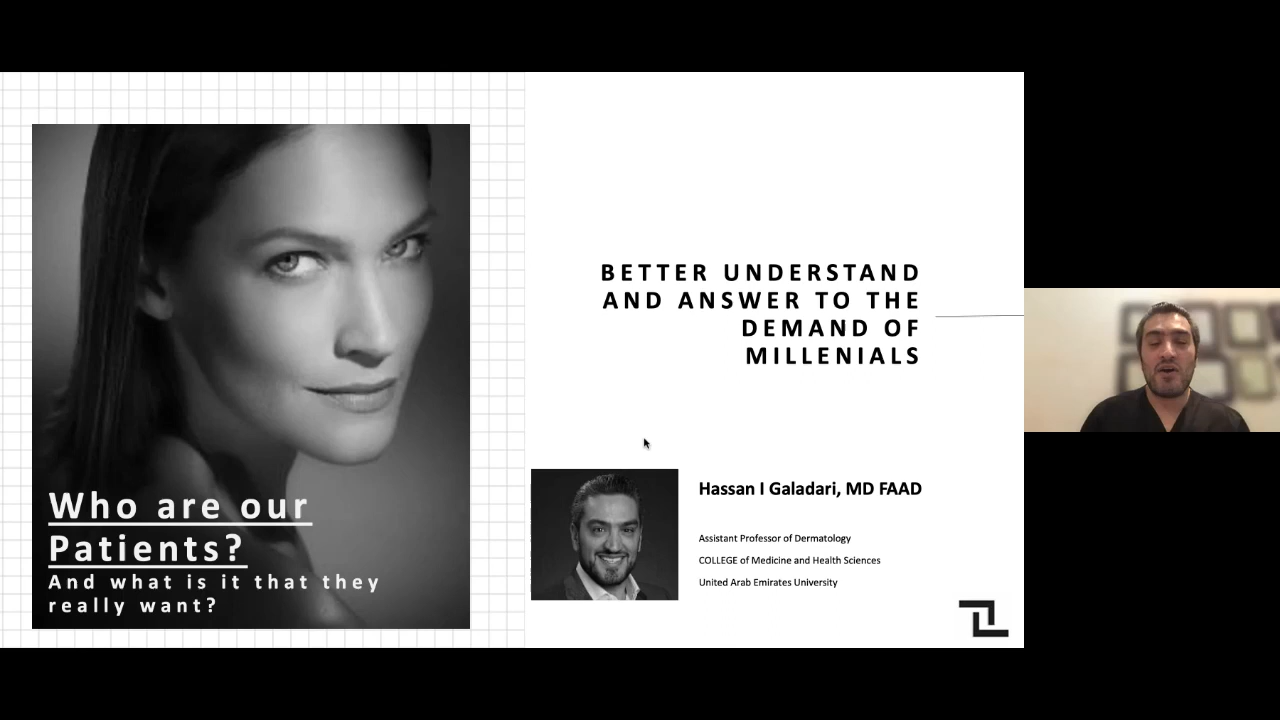 Who are our
Patients?
And what is it that they
really want?
BETTER UNDERSTAND
AND ANSWER TO THE
DEMAND OF
MILLENIALS
Hassan I Galadari, MD FAAD
Assistant Professor of Dermatology
COLLEGE of Medicine and Health Sciences
United Arab Emirates University